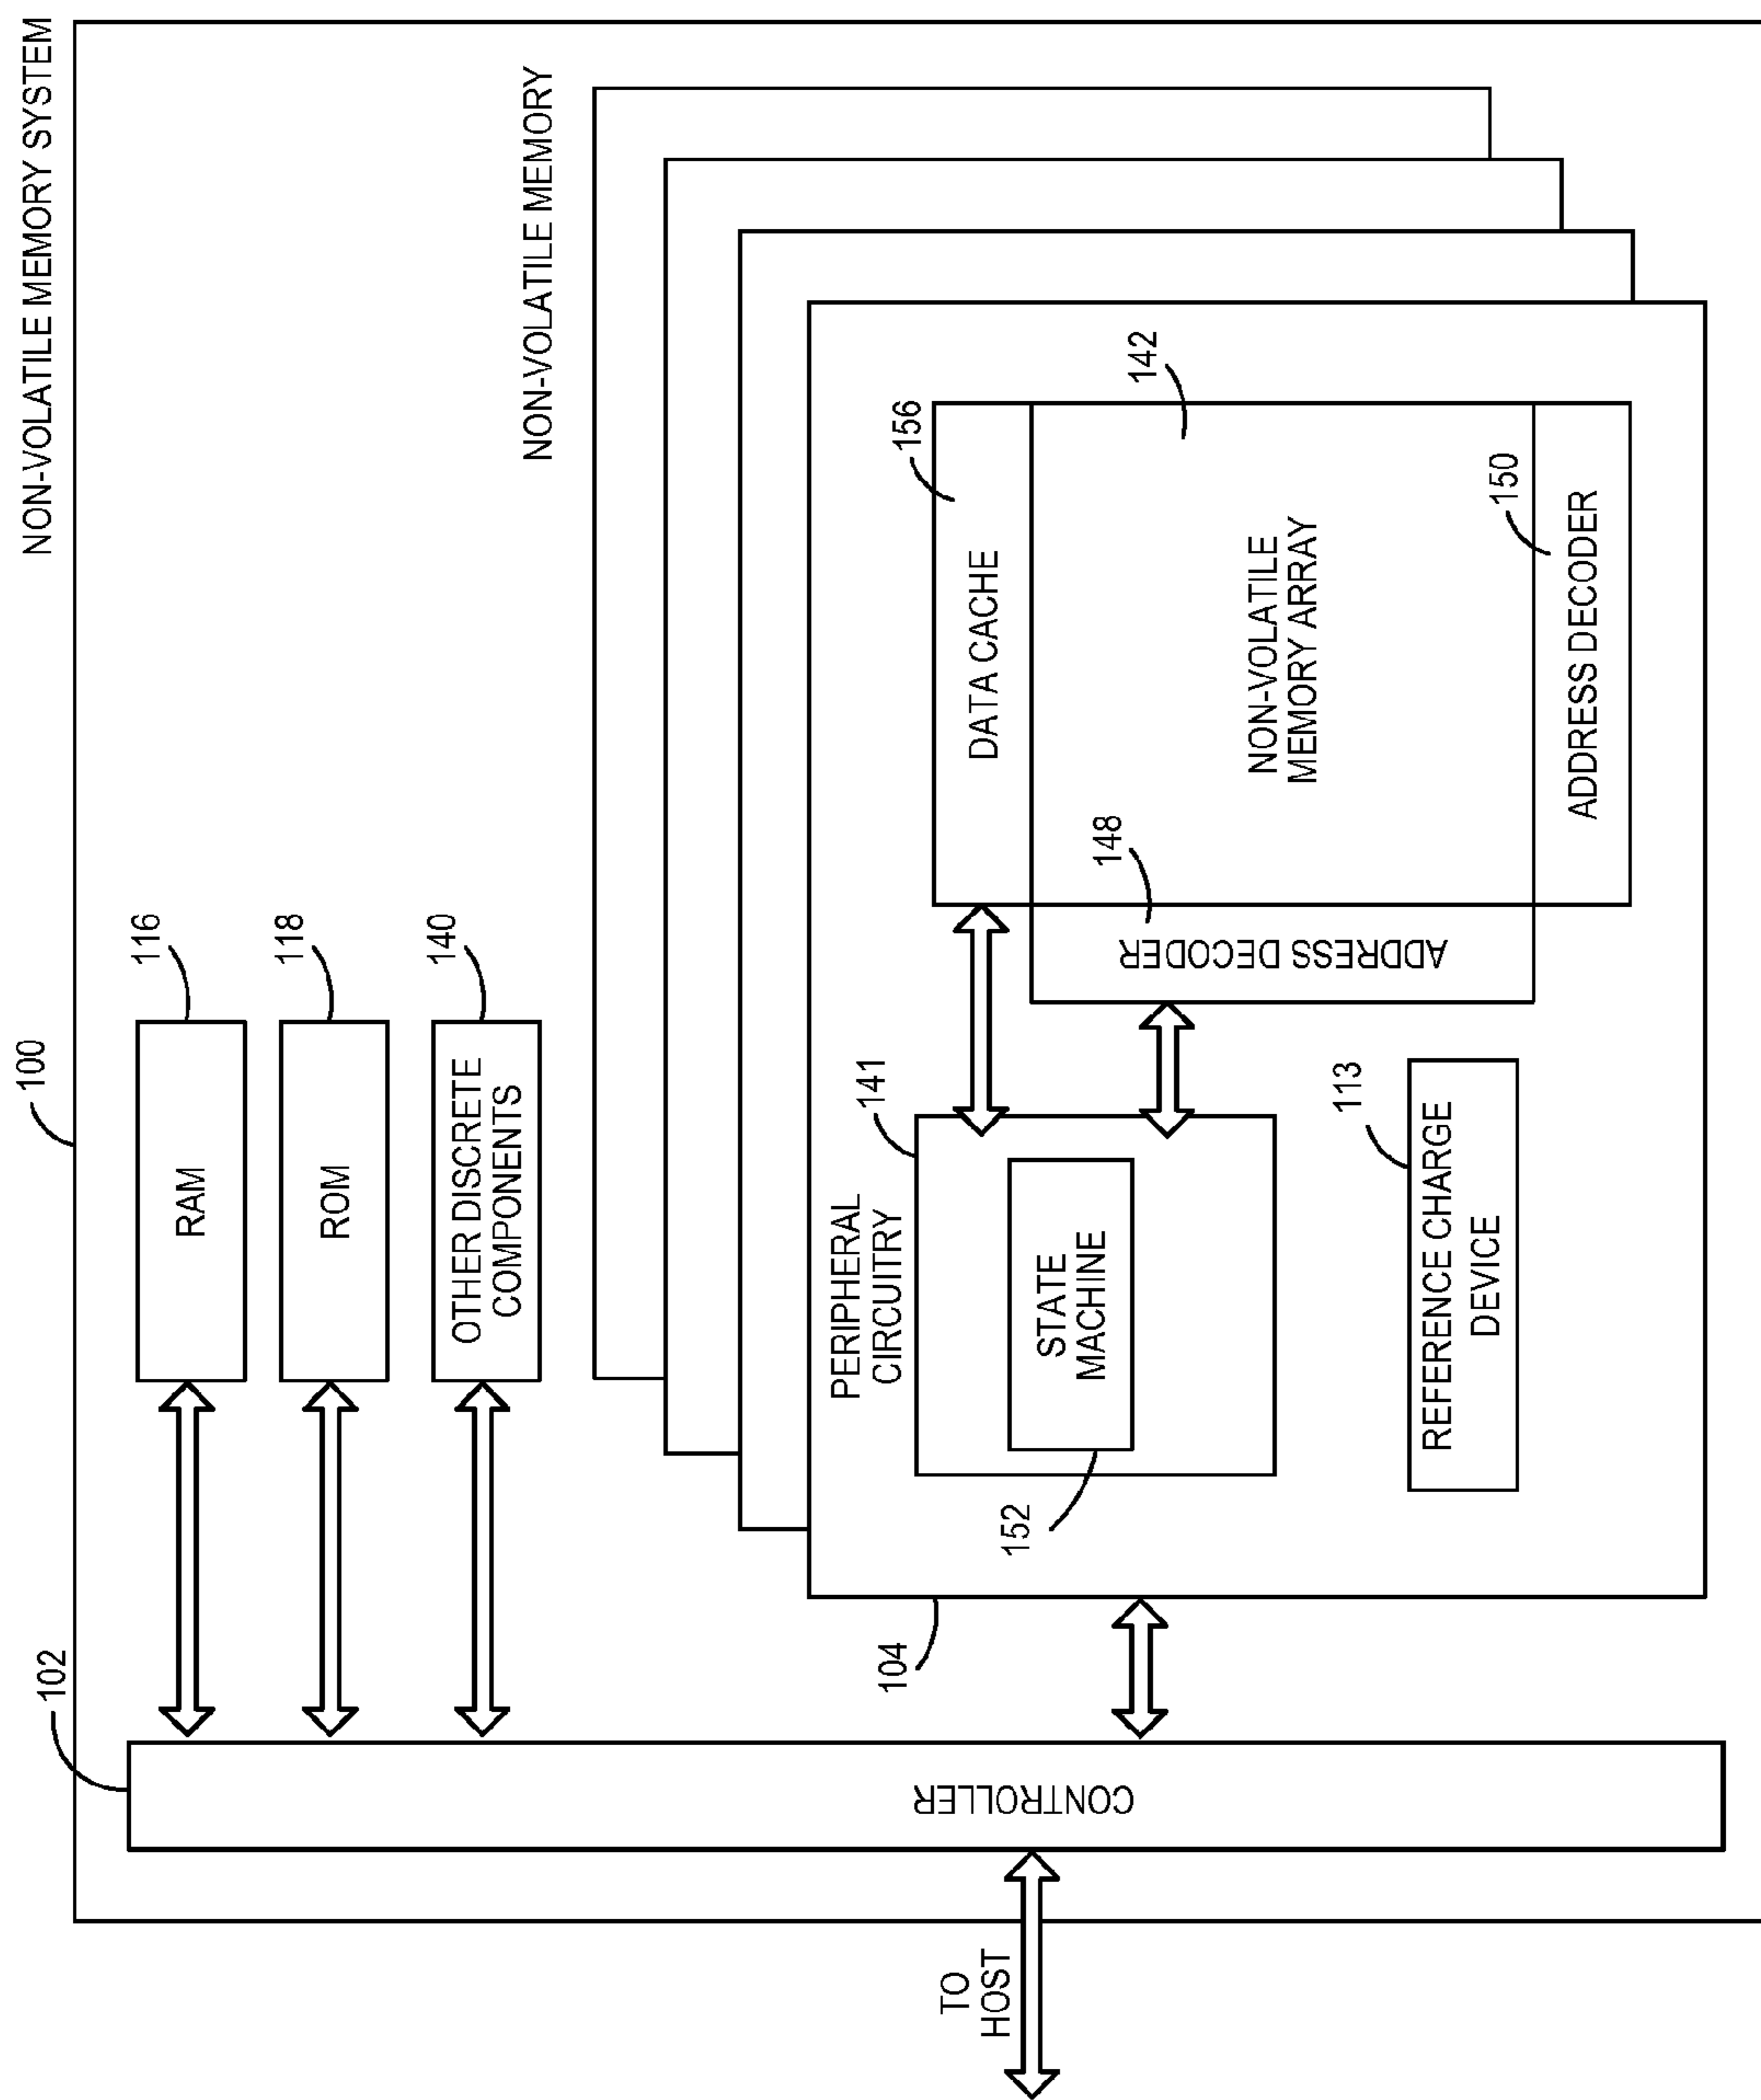 NON-VOLATILE MEMORY SYSTEM
100
102
RAM
116
ROM
118
OTHER DISCRETE
COMPONENTS
140
NON-VOLATILE MEMORY
CONTROLLER
TO
HOST
104
PERIPHERAL
CIRCUITRY
141
STATE
MACHINE
152
DATA CACHE
156
ADDRESS DECODER
148
NON-VOLATILE
MEMORY ARRAY
142
REFERENCE CHARGE
DEVICE
113
ADDRESS DECODER
150